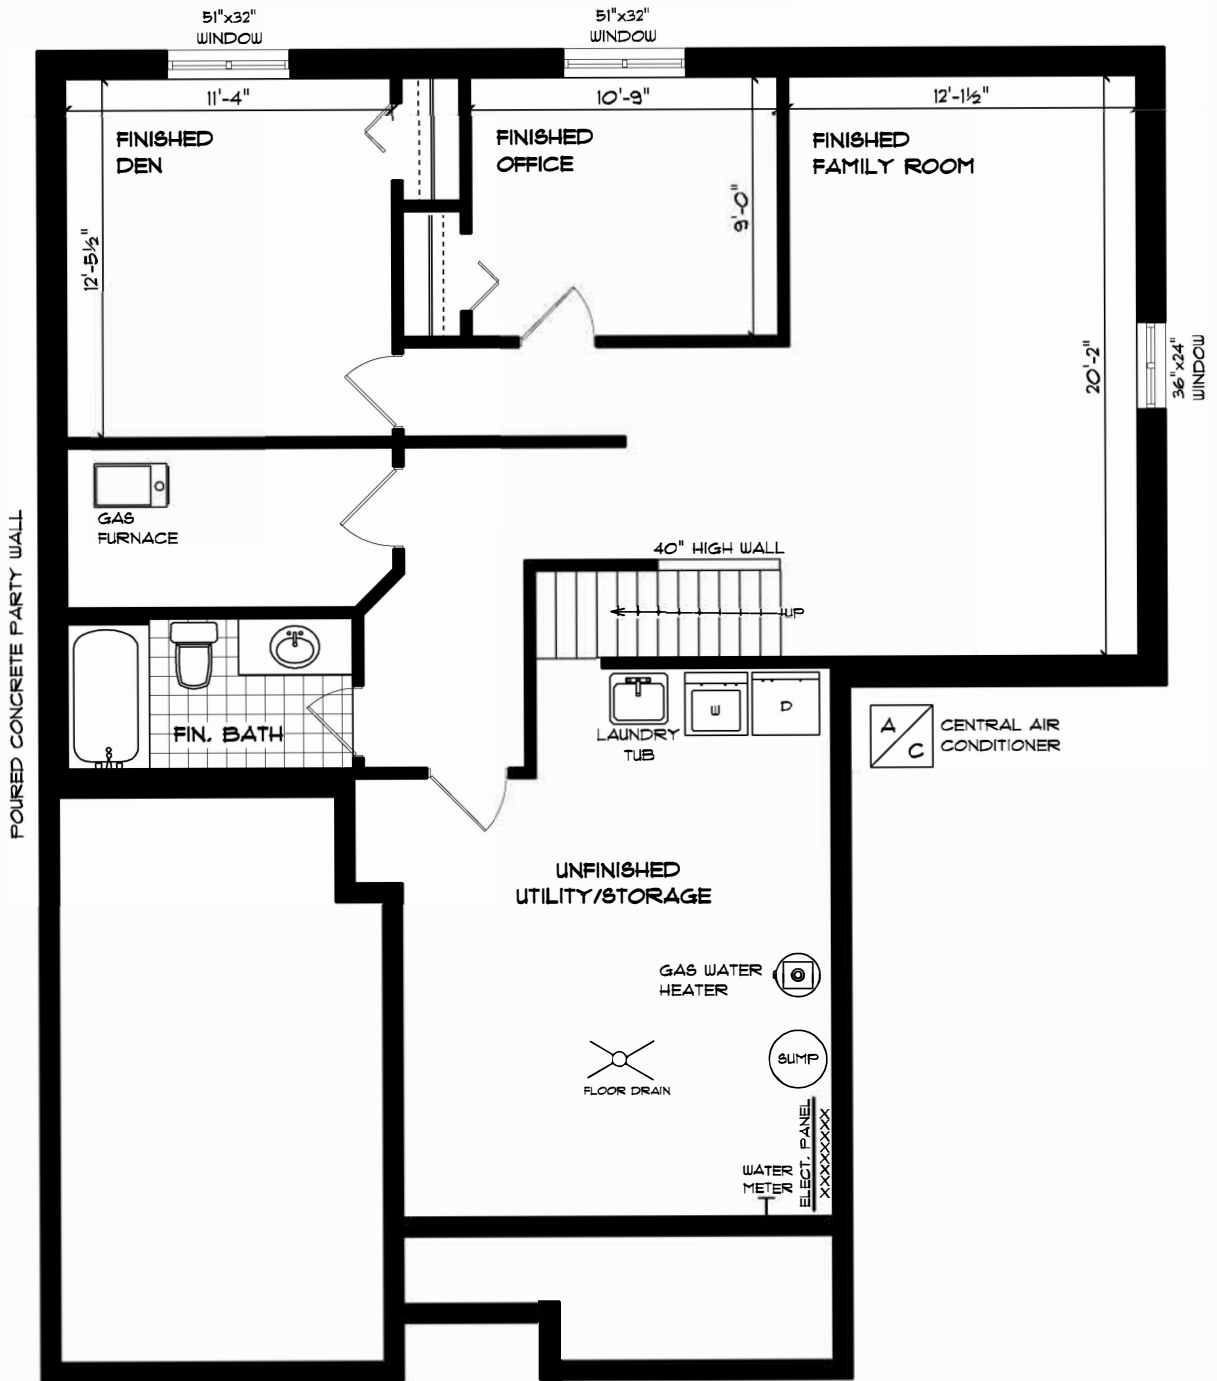 51"x32"
WINDOW
51"x32"
WINDOW
11'-4"
10'-9"
12'-1½"
FINISHED
DEN
FINISHED
OFFICE
FINISHED
FAMILY ROOM
9'-0"
12'-5½"
20'-2"
36"x24"
WINDOW
GAS
FURNACE
POURED CONCRETE PARTY WALL
40" HIGH WALL
UP
FIN. BATH
LAUNDRY
TUB
W
D
A
C
CENTRAL AIR
CONDITIONER
UNFINISHED
UTILITY/STORAGE
GAS WATER
HEATER
SUMP
FLOOR DRAIN
ELECT. PANEL
XXXXXXXX
WATER
METER